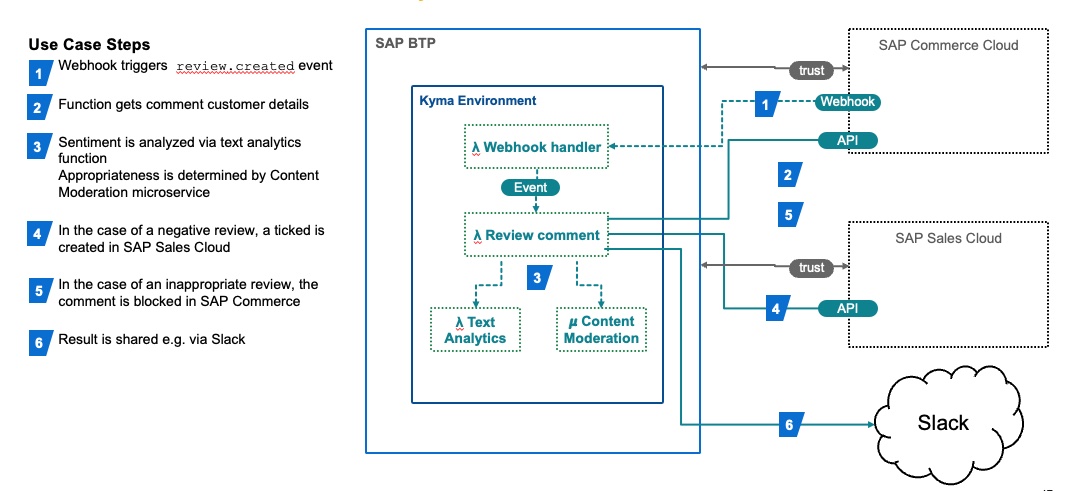 Use Case Steps
1 Webhook triggers review.created event
2 Function gets comment customer details
3 Sentiment is analyzed via text analytics
function
Appropriateness is determined by Content
Moderation microservice
4 In the case of a negative review, a ticked is
created in SAP Sales Cloud
5 In the case of an inappropriate review, the
comment is blocked in SAP Commerce
6 Result is shared e.g. via Slack
SAP BTP
Kyma Environment
λ Webhook handler
Event
λ Review comment
3
λ Text
Analytics
µ Content
Moderation
trust
1
Webhook
API
2
5
trust
4
API
6
SAP Commerce Cloud
SAP Sales Cloud
Slack